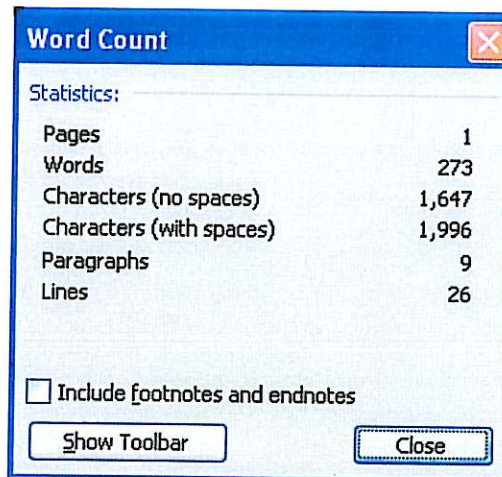 Word Count
Statistics:
Pages 1
Words 273
Characters (no spaces) 1,647
Characters (with spaces) 1,996
Paragraphs 9
Lines 26
Include footnotes and endnotes
Show Toolbar Close